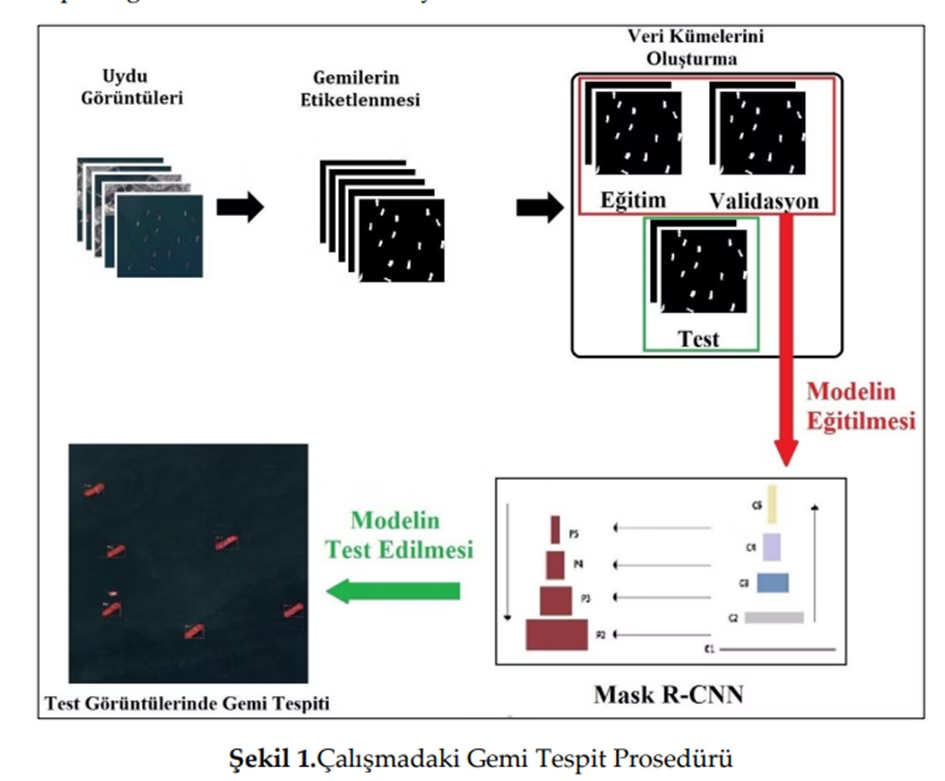 Uydu
Görüntüleri
Gemilerin
Etiketlenmesi
Veri Kümelerini
Oluşturma
Eğitim
Validasyon
Test
Modelin
Eğitilmesi
Modelin
Test Edilmesi
P5
P4
P3
P2
C5
C4
C3
C2
C1
Mask R-CNN
Test Görüntülerinde Gemi Tespiti
Şekil 1.Çalışmadaki Gemi Tespit Prosedürü